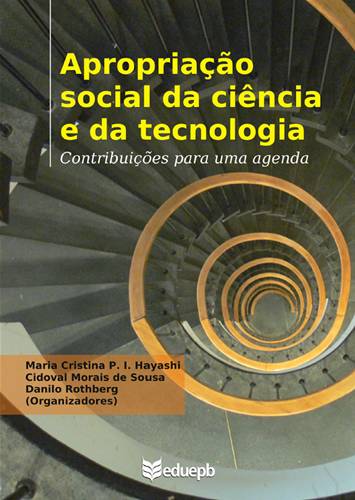 Apropriação
social da ciência
e da tecnologia
Contribuições para uma agenda
Maria Cristina P. I. Hayashi
Cidoval Morais de Sousa
Danilo Rothberg
(Organizadores)
eduepb